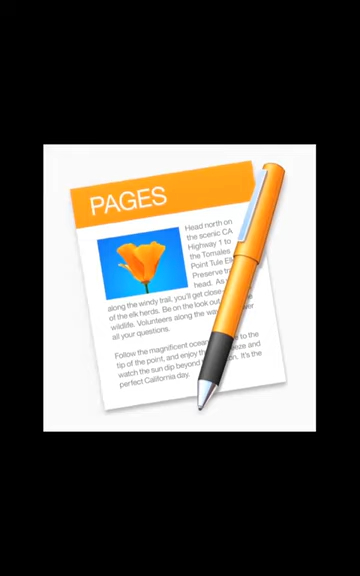 PAGES
Head north on
the scenic CA
Highway 1 to
the Tomales
Point Tule Elk
Preserve
head. As
along the windy trail, you'll get close
of the elk herds. Be on the look out
wildlife. Volunteers along the
all your questions.
Follow the magnificent ocean to the
tip of the point, and enjoy the and
watch the sun dip beyond It's the
perfect California day.